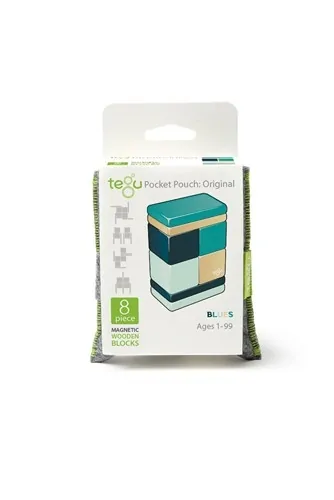 tegu Pocket Pouch: Original
8
piece
MAGNETIC
WOODEN
BLOCKS
BLUES
Ages 1-99